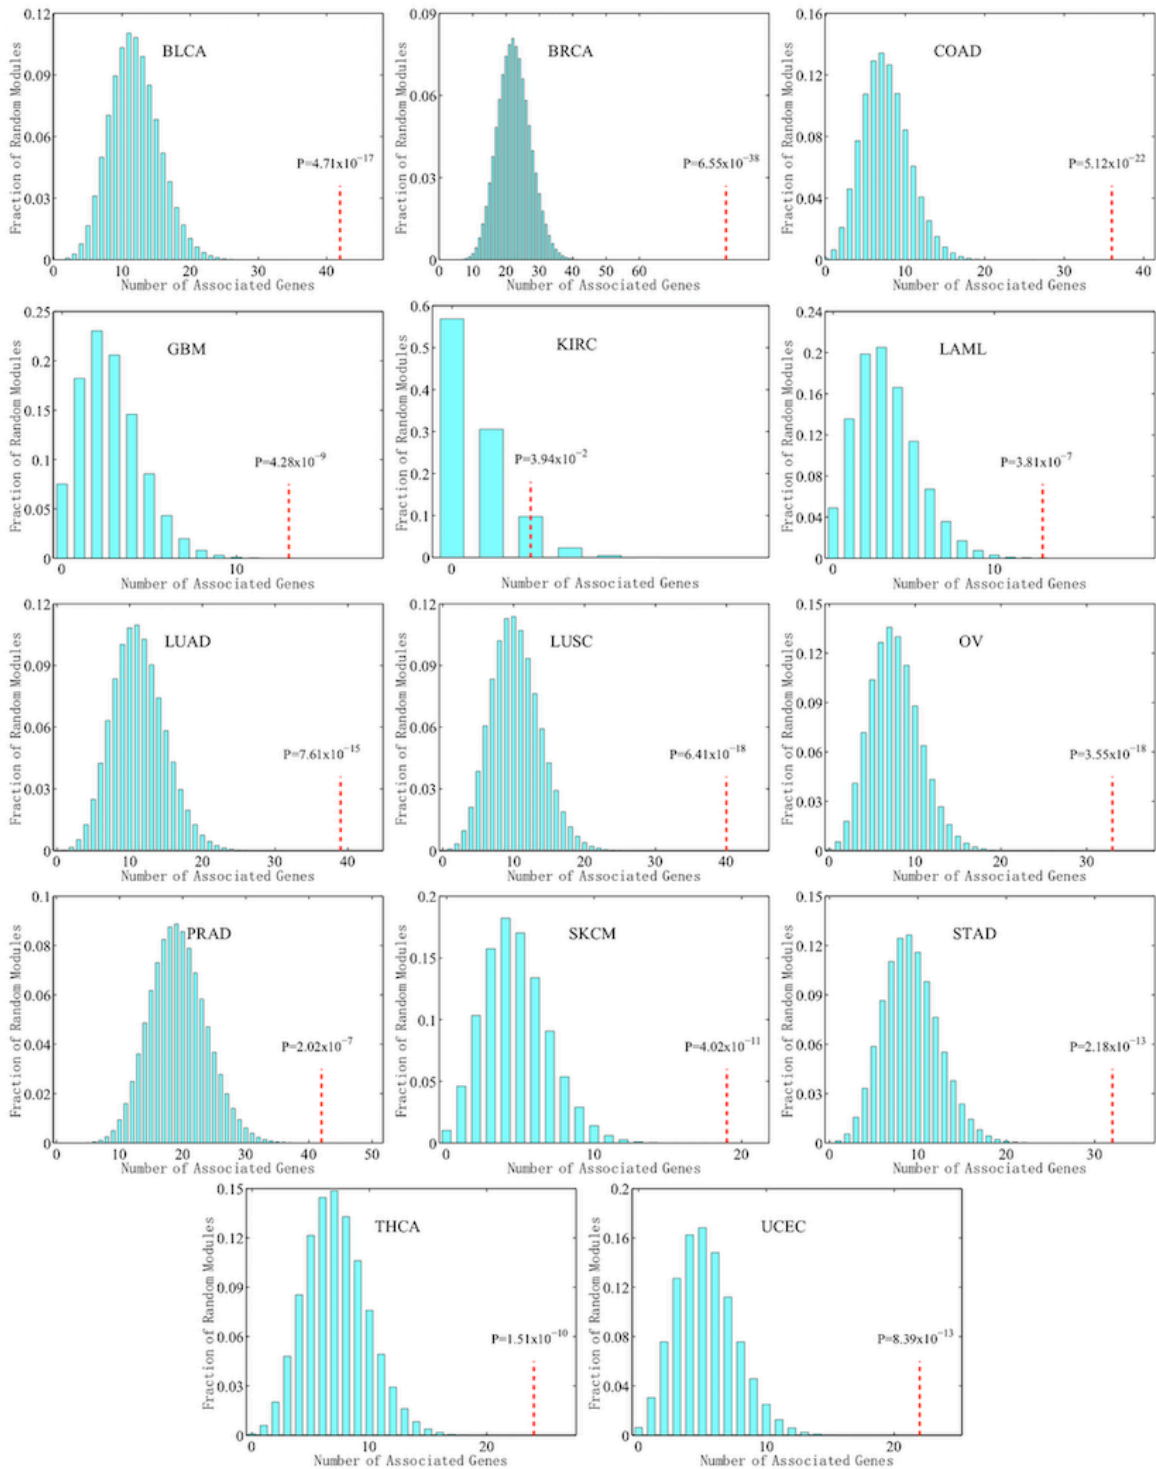 Fraction of Random Modules
0.12
0.09
0.06
0.03
0
BLCA
P=4.71x10⁻¹⁷
0 10 20 30 40
Number of Associated Genes
Fraction of Random Modules
0.09
0.06
0.03
0
BRCA
P=6.55x10⁻³⁸
0 10 20 30 40 50 60
Number of Associated Genes
Fraction of Random Modules
0.16
0.12
0.08
0.04
0
COAD
P=5.12x10⁻²²
0 10 20 30 40
Number of Associated Genes
Fraction of Random Modules
0.25
0.2
0.15
0.1
0.05
0
GBM
P=4.28x10⁻⁹
0 10
Number of Associated Genes
Fraction of Random Modules
0.6
0.5
0.4
0.3
0.2
0.1
0
KIRC
P=3.94x10⁻²
0
Number of Associated Genes
Fraction of Random Modules
0.24
0.2
0.16
0.12
0.08
0.04
0
LAML
P=3.81x10⁻⁷
0 10
Number of Associated Genes
Fraction of Random Modules
0.12
0.09
0.06
0.03
0
LUAD
P=7.61x10⁻¹⁵
0 10 20 30 40
Number of Associated Genes
Fraction of Random Modules
0.12
0.09
0.06
0.03
0
LUSC
P=6.41x10⁻¹⁸
0 10 20 30 40
Number of Associated Genes
Fraction of Random Modules
0.15
0.12
0.09
0.06
0.03
0
OV
P=3.55x10⁻¹⁸
0 10 20 30
Number of Associated Genes
Fraction of Random Modules
0.1
0.08
0.06
0.04
0.02
0
PRAD
P=2.02x10⁻⁷
0 10 20 30 40 50
Number of Associated Genes
Fraction of Random Modules
0.2
0.15
0.1
0.05
0
SKCM
P=4.02x10⁻¹¹
0 10 20
Number of Associated Genes
Fraction of Random Modules
0.15
0.12
0.09
0.06
0.03
0
STAD
P=2.18x10⁻¹³
0 10 20 30
Number of Associated Genes
Fraction of Random Modules
0.15
0.12
0.09
0.06
0.03
0
THCA
P=1.51x10⁻¹⁰
0 10 20
Number of Associated Genes
Fraction of Random Modules
0.2
0.16
0.12
0.08
0.04
0
UCEC
P=8.39x10⁻¹³
0 10 20
Number of Associated Genes